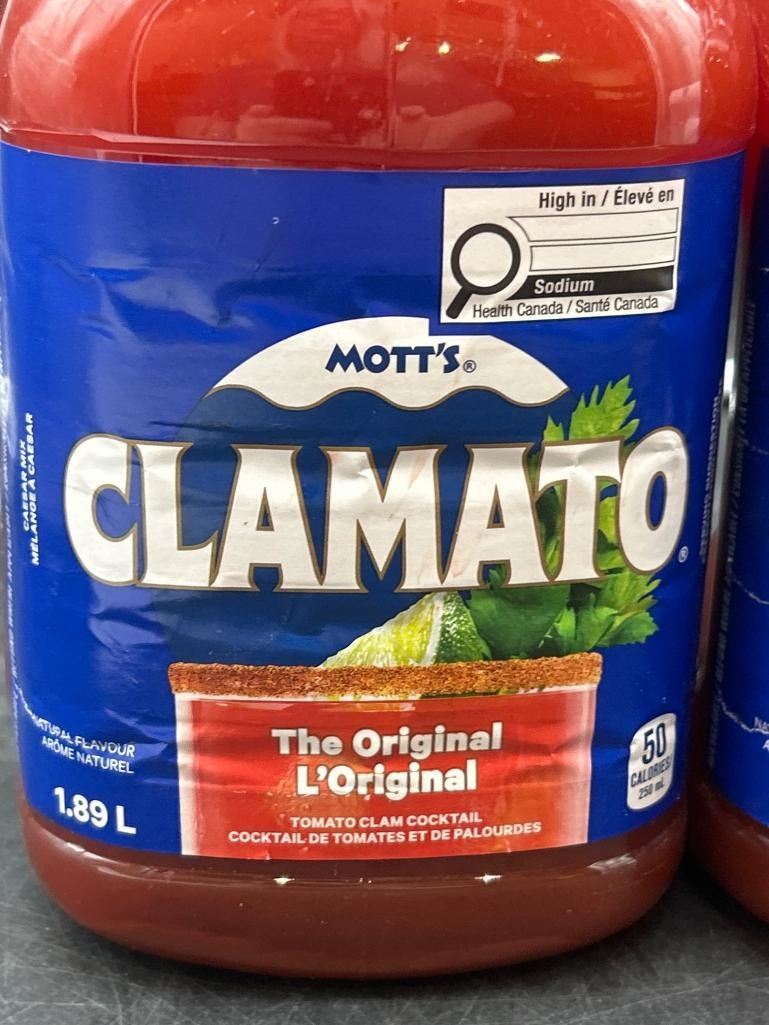 High in / Élevé en
Sodium
Health Canada / Santé Canada
MOTT'S®
CLAMATO®
CAESAR MIX
MÉLANGE À CAESAR
NATURAL FLAVOUR
ARÔME NATUREL
1.89 L
The Original
L'Original
TOMATO CLAM COCKTAIL
COCKTAIL DE TOMATES ET DE PALOURDES
50
CALORIES
250 mL